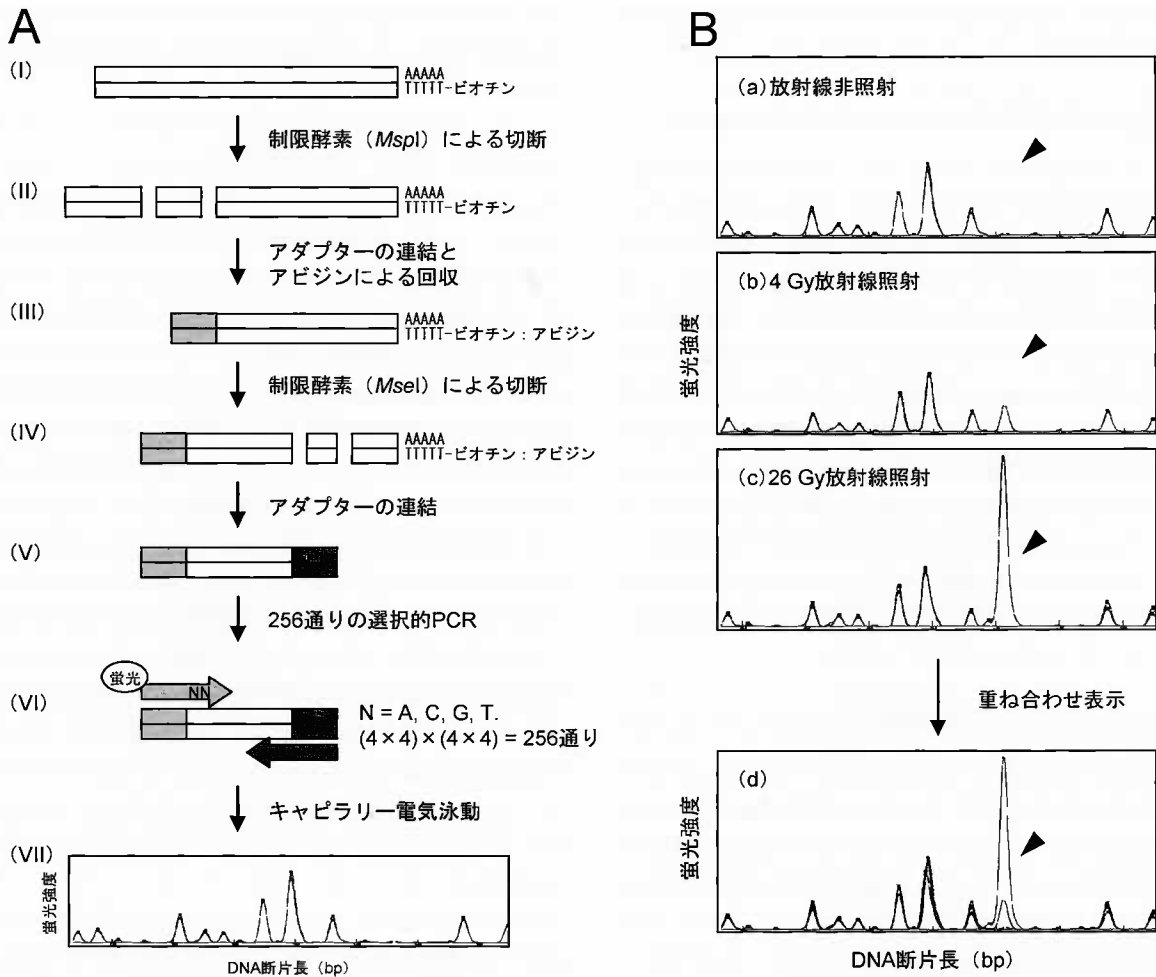 A
(I)
AAAAA
TTTTT-ビオチン
制限酵素（MspI）による切断
(II)
AAAAA
TTTTT-ビオチン
アダプターの連結と
アビジンによる回収
(III)
AAAAA
TTTTT-ビオチン：アビジン
制限酵素（MseI）による切断
(IV)
AAAAA
TTTTT-ビオチン：アビジン
アダプターの連結
(V)
256通りの選択的PCR
(VI)
蛍光
NN
N = A, C, G, T.
(4×4)×(4×4) = 256通り
キャピラリー電気泳動
(VII)
蛍光強度
DNA断片長（bp）
B
(a)放射線非照射
(b)4 Gy放射線照射
蛍光強度
(c)26 Gy放射線照射
重ね合わせ表示
(d)
蛍光強度
DNA断片長（bp）